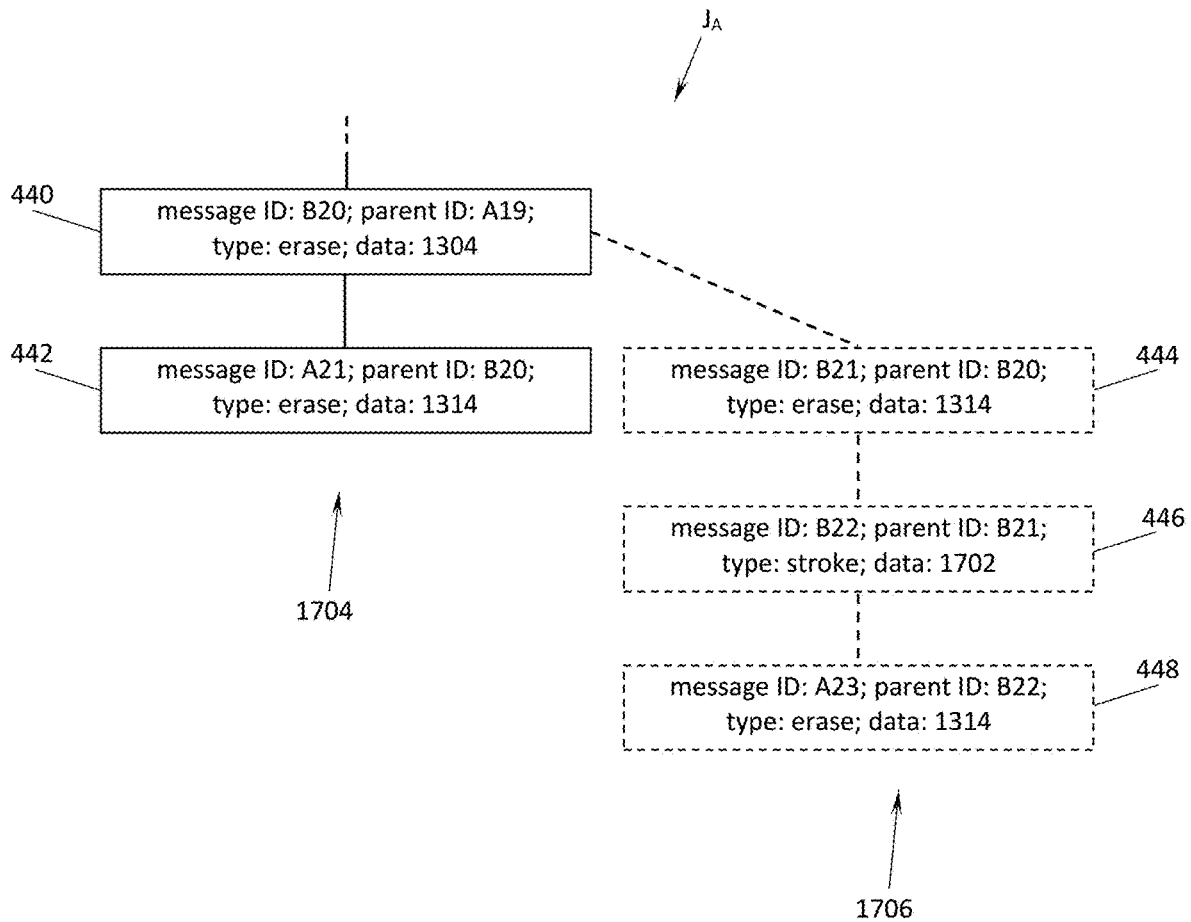 J_A
440
message ID: B20; parent ID: A19;
type: erase; data: 1304
442
message ID: A21; parent ID: B20;
type: erase; data: 1314
message ID: B21; parent ID: B20;
type: erase; data: 1314
444
message ID: B22; parent ID: B21;
type: stroke; data: 1702
446
1704
message ID: A23; parent ID: B22;
type: erase; data: 1314
448
1706